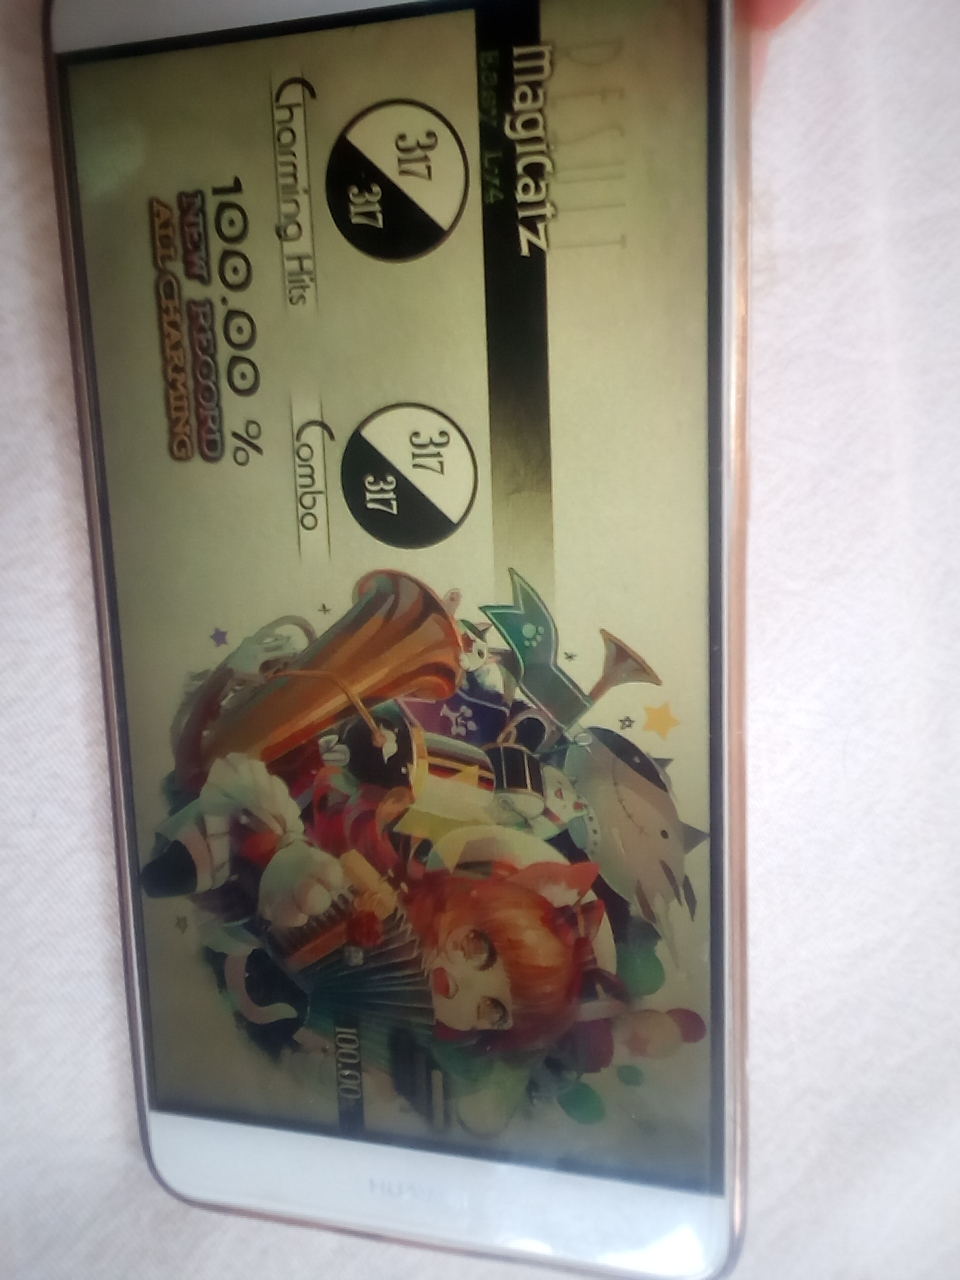 RESULT
magicatz
Easy Lv4
317
317
Charming Hits
317
317
Combo
100.00 %
NEW RECORD
ALL CHARMING
100.00